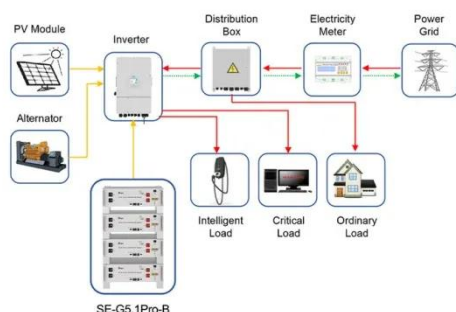 PV Module
Inverter
Distribution
Box
Electricity
Meter
Power
Grid
Alternator
Intelligent
Load
Critical
Load
Ordinary
Load
SE-G5.1Pro-B